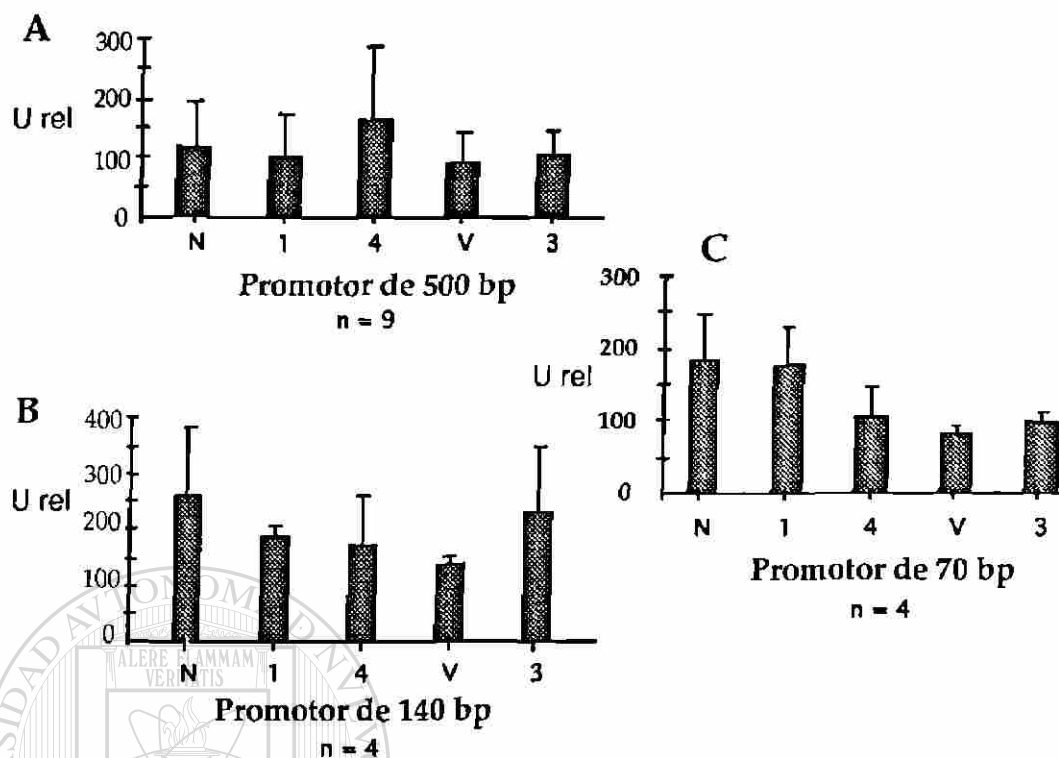 A
300
200
100
0
U rel
N 1 4 V 3
Promotor de 500 bp
n = 9
B
400
300
200
100
0
U rel
N 1 4 V 3
Promotor de 140 bp
n = 4
C
300
200
100
0
U rel
N 1 4 V 3
Promotor de 70 bp
n = 4
ALERE FLAMMAM
VERITATIS